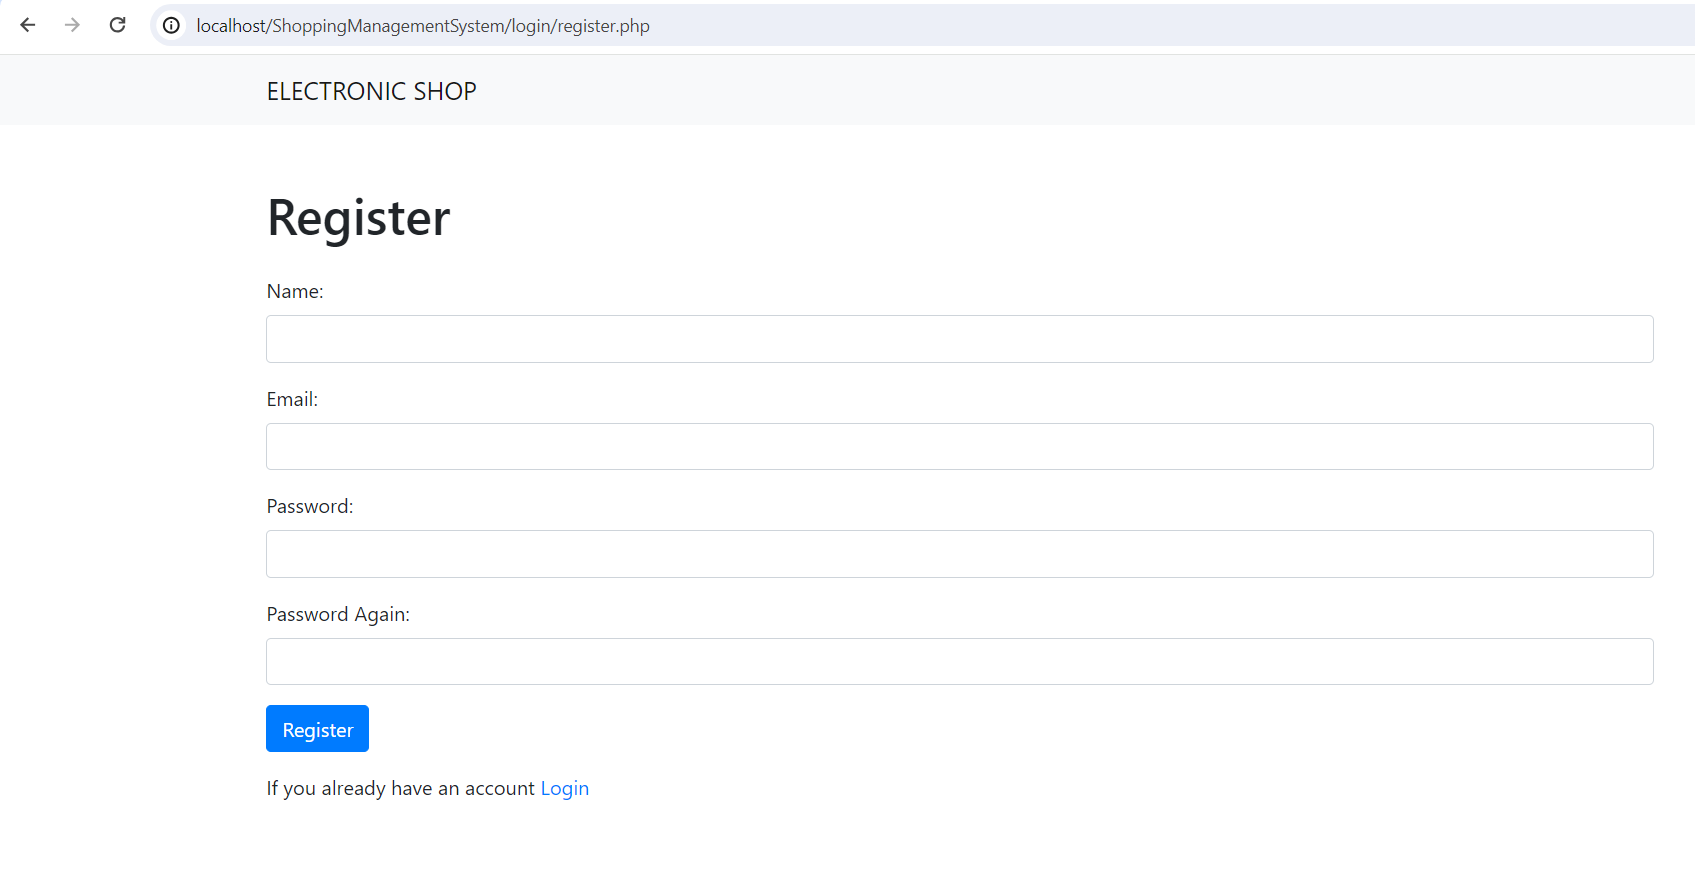 localhost/ShoppingManagementSystem/login/register.php
ELECTRONIC SHOP
Register
Name:
Email:
Password:
Password Again:
Register
If you already have an account Login